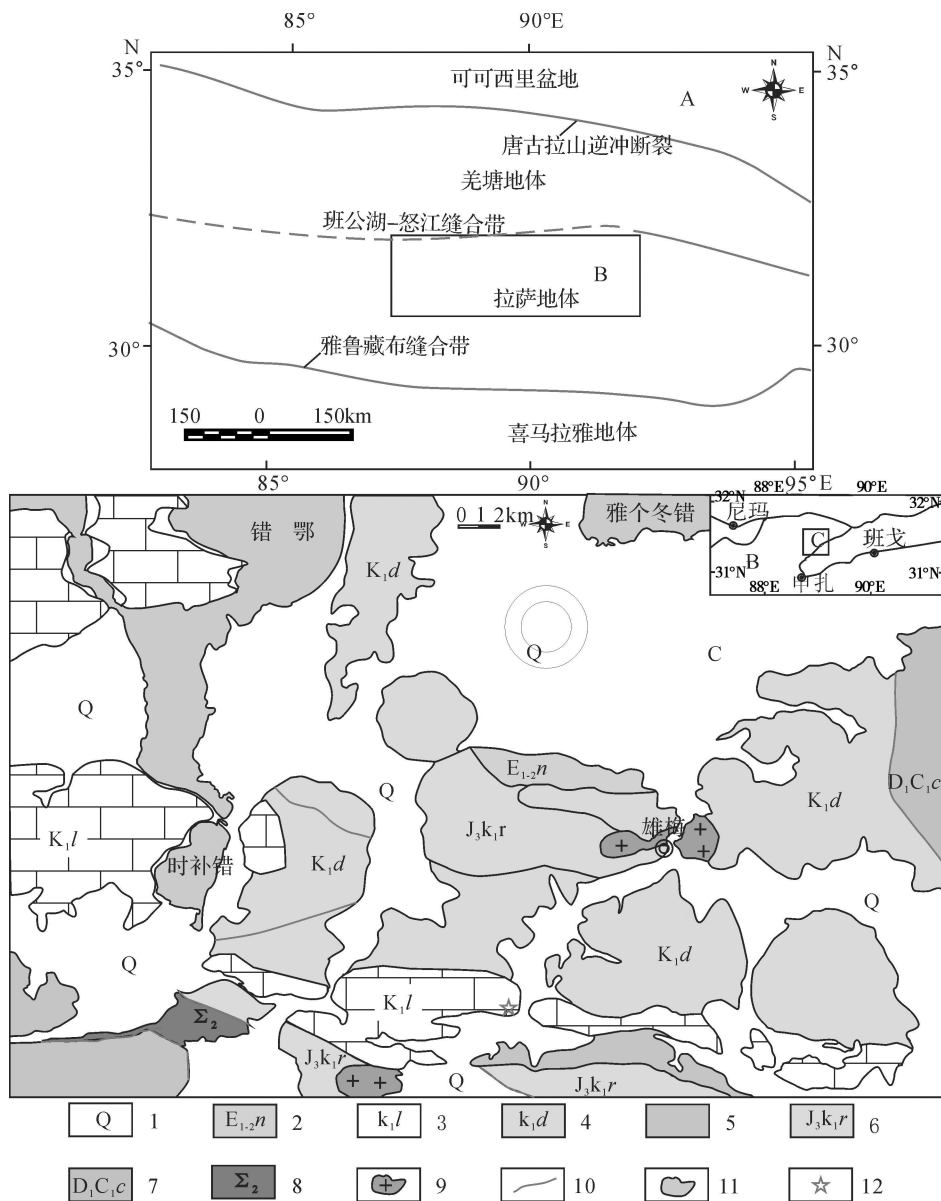 85° 90°E
N N
35° 35°
可可西里盆地
A
N
W E
S
唐古拉山逆冲断裂
羌塘地体
班公湖-怒江缝合带
B
拉萨地体
30° 30°
雅鲁藏布缝合带
150 0 150km
喜马拉雅地体
85° 90° 95°E
错 鄂
K₁d
0 1 2km
N
W E
S
雅个冬错
88°E 90°E
32°N 32°N
尼玛
C
班戈
B
31°N 31°N
申扎
88°E 90°E
Q
C
Q
E₁₋₂n
Q
D₁C₁c
K₁d
J₃k₁r
雄梅
K₁l
时补错
K₁d
Q
K₁d
Q
K₁l
Σ₂
J₃k₁r
Q
J₃k₁r
Q 1 E₁₋₂n 2 k₁l 3 k₁d 4 5 J₃k₁r 6
D₁C₁c 7 Σ₂ 8 9 10 11 12